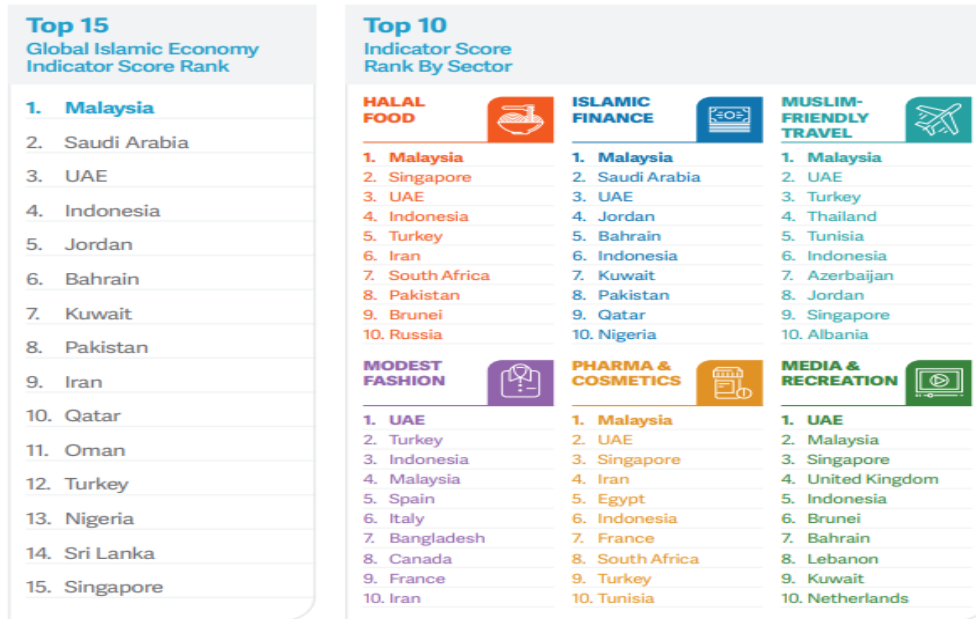 Top 15
Global Islamic Economy
Indicator Score Rank
1. Malaysia
2. Saudi Arabia
3. UAE
4. Indonesia
5. Jordan
6. Bahrain
7. Kuwait
8. Pakistan
9. Iran
10. Qatar
11. Oman
12. Turkey
13. Nigeria
14. Sri Lanka
15. Singapore
Top 10
Indicator Score
Rank By Sector
HALAL
FOOD
1. Malaysia
2. Singapore
3. UAE
4. Indonesia
5. Turkey
6. Iran
7. South Africa
8. Pakistan
9. Brunei
10. Russia
ISLAMIC
FINANCE
1. Malaysia
2. Saudi Arabia
3. UAE
4. Jordan
5. Bahrain
6. Indonesia
7. Kuwait
8. Pakistan
9. Qatar
10. Nigeria
MUSLIM-
FRIENDLY
TRAVEL
1. Malaysia
2. UAE
3. Turkey
4. Thailand
5. Tunisia
6. Indonesia
7. Azerbaijan
8. Jordan
9. Singapore
10. Albania
MODEST
FASHION
1. UAE
2. Turkey
3. Indonesia
4. Malaysia
5. Spain
6. Italy
7. Bangladesh
8. Canada
9. France
10. Iran
PHARMA &
COSMETICS
1. Malaysia
2. UAE
3. Singapore
4. Iran
5. Egypt
6. Indonesia
7. France
8. South Africa
9. Turkey
10. Tunisia
MEDIA &
RECREATION
1. UAE
2. Malaysia
3. Singapore
4. United Kingdom
5. Indonesia
6. Brunei
7. Bahrain
8. Lebanon
9. Kuwait
10. Netherlands